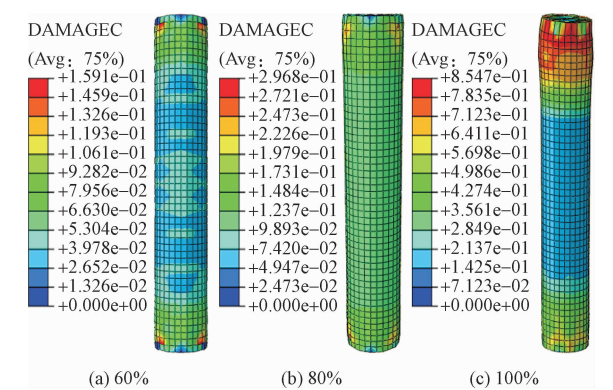 DAMAGEC
(Avg: 75%)
+1.591e−01
+1.459e−01
+1.326e−01
+1.193e−01
+1.061e−01
+9.282e−02
+7.956e−02
+6.630e−02
+5.304e−02
+3.978e−02
+2.652e−02
+1.326e−02
+0.000e+00
(a) 60%
DAMAGEC
(Avg: 75%)
+2.968e−01
+2.721e−01
+2.473e−01
+2.226e−01
+1.979e−01
+1.731e−01
+1.484e−01
+1.237e−01
+9.893e−02
+7.420e−02
+4.947e−02
+2.473e−02
+0.000e+00
(b) 80%
DAMAGEC
(Avg: 75%)
+8.547e−01
+7.835e−01
+7.123e−01
+6.411e−01
+5.698e−01
+4.986e−01
+4.274e−01
+3.561e−01
+2.849e−01
+2.137e−01
+1.425e−01
+7.123e−02
+0.000e+00
(c) 100%